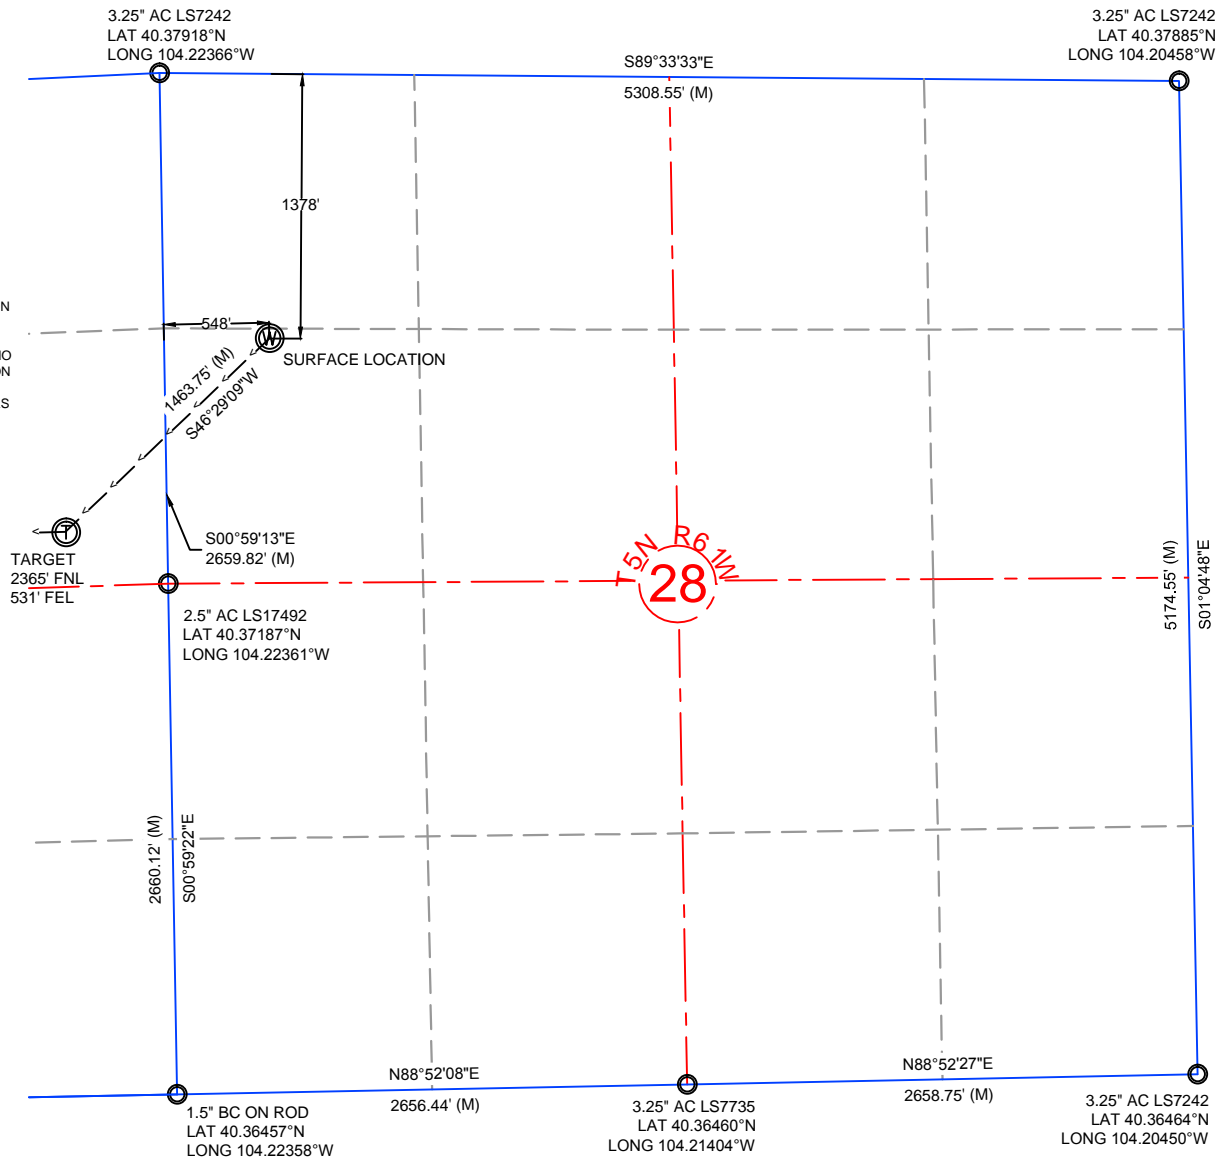 3.25" AC LS7242
LAT 40.37918°N
LONG 104.22366°W
3.25" AC LS7242
LAT 40.37885°N
LONG 104.20458°W
S89°33'33"E
5308.55' (M)
1378'
N
548'
W
SURFACE LOCATION
ON
S
1463.75' (M)
S46°29'09"W
T
TARGET
2365' FNL
531' FEL
S00°59'13"E
2659.82' (M)
T 5N R61W
28
5174.55' (M)
S01°04'48"E
2.5" AC LS17492
LAT 40.37187°N
LONG 104.22361°W
2660.12' (M)
S00°59'22"E
N88°52'08"E
2656.44' (M)
N88°52'27"E
2658.75' (M)
1.5" BC ON ROD
LAT 40.36457°N
LONG 104.22358°W
3.25" AC LS7735
LAT 40.36460°N
LONG 104.21404°W
3.25" AC LS7242
LAT 40.36464°N
LONG 104.20450°W